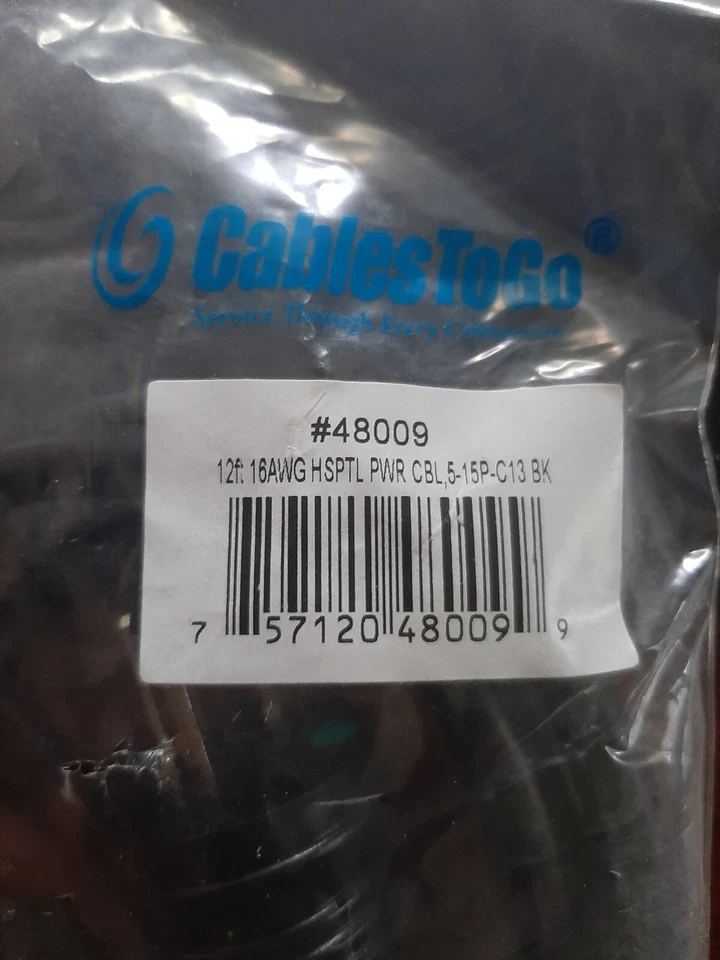 CablesToGo®
Service Through Every Connection
#48009
12ft 16AWG HSPTL PWR CBL,5-15P-C13 BK
7 57120 48009 9